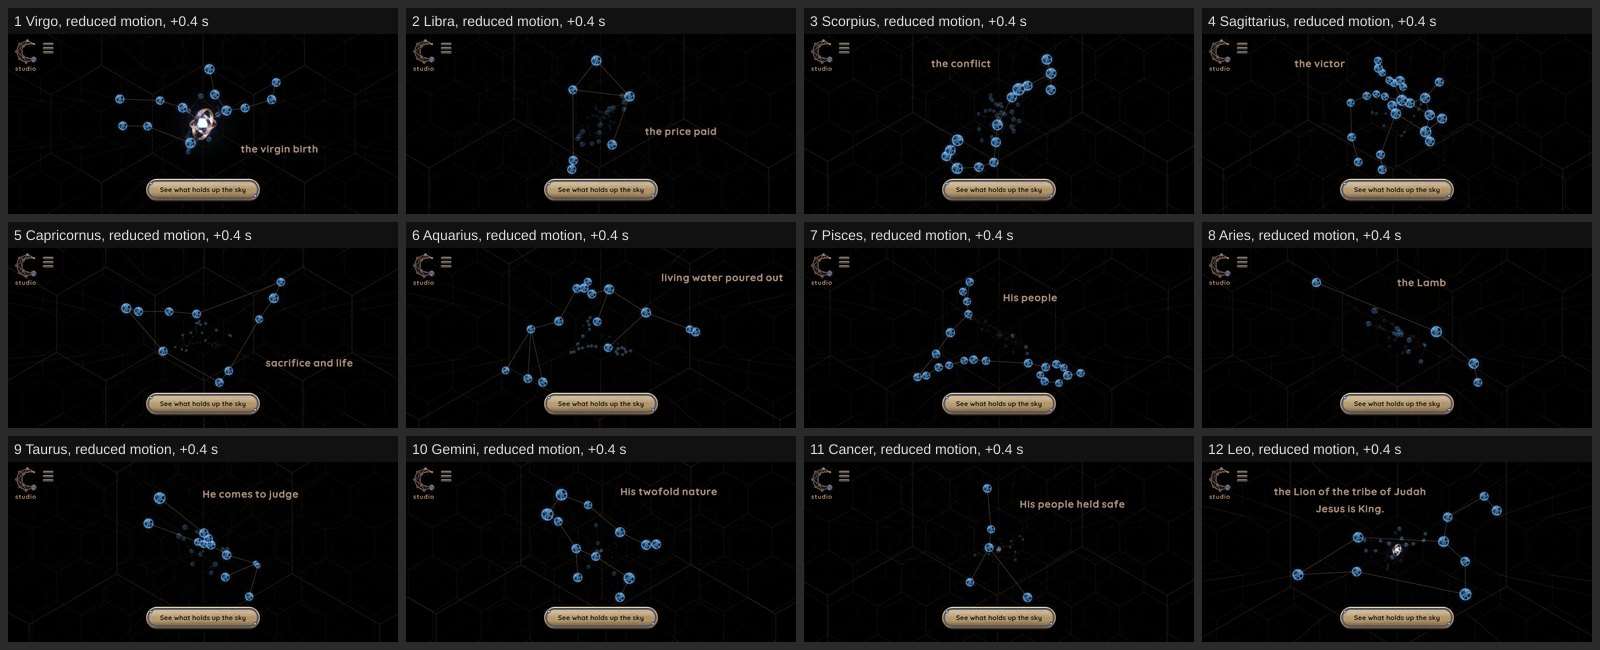 1 Virgo, reduced motion, +0.4 s
studio
the virgin birth
See what holds up the sky
2 Libra, reduced motion, +0.4 s
studio
the price paid
See what holds up the sky
3 Scorpius, reduced motion, +0.4 s
studio
the conflict
See what holds up the sky
4 Sagittarius, reduced motion, +0.4 s
studio
the victor
See what holds up the sky
5 Capricornus, reduced motion, +0.4 s
studio
sacrifice and life
See what holds up the sky
6 Aquarius, reduced motion, +0.4 s
studio
living water poured out
See what holds up the sky
7 Pisces, reduced motion, +0.4 s
studio
His people
See what holds up the sky
8 Aries, reduced motion, +0.4 s
studio
the Lamb
See what holds up the sky
9 Taurus, reduced motion, +0.4 s
studio
He comes to judge
See what holds up the sky
10 Gemini, reduced motion, +0.4 s
studio
His twofold nature
See what holds up the sky
11 Cancer, reduced motion, +0.4 s
studio
His people held safe
See what holds up the sky
12 Leo, reduced motion, +0.4 s
studio
the Lion of the tribe of Judah
Jesus is King.
See what holds up the sky